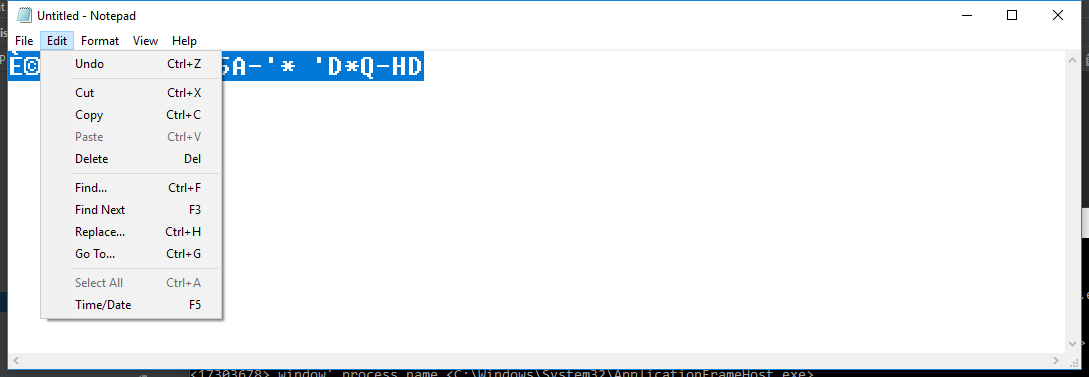 Untitled - Notepad
File Edit Format View Help
5A-'* 'D*Q-HD
Undo Ctrl+Z
Cut Ctrl+X
Copy Ctrl+C
Paste Ctrl+V
Delete Del
Find... Ctrl+F
Find Next F3
Replace... Ctrl+H
Go To... Ctrl+G
Select All Ctrl+A
Time/Date F5
<17303678> window' process name <C:\Windows\System32\ApplicationFrameHost.exe>